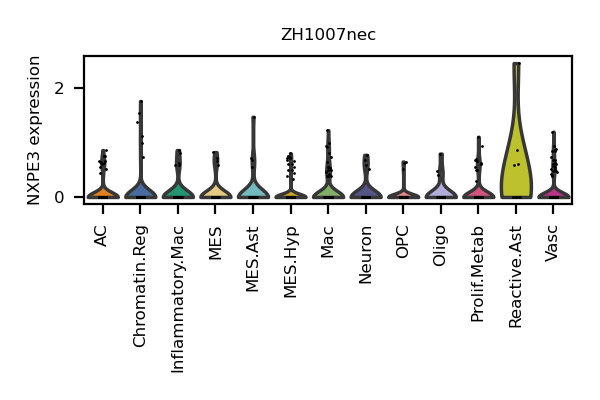 ZH1007nec
NXPE3 expression
2
0
AC
Chromatin.Reg
Inflammatory.Mac
MES
MES.Ast
MES.Hyp
Mac
Neuron
OPC
Oligo
Prolif.Metab
Reactive.Ast
Vasc